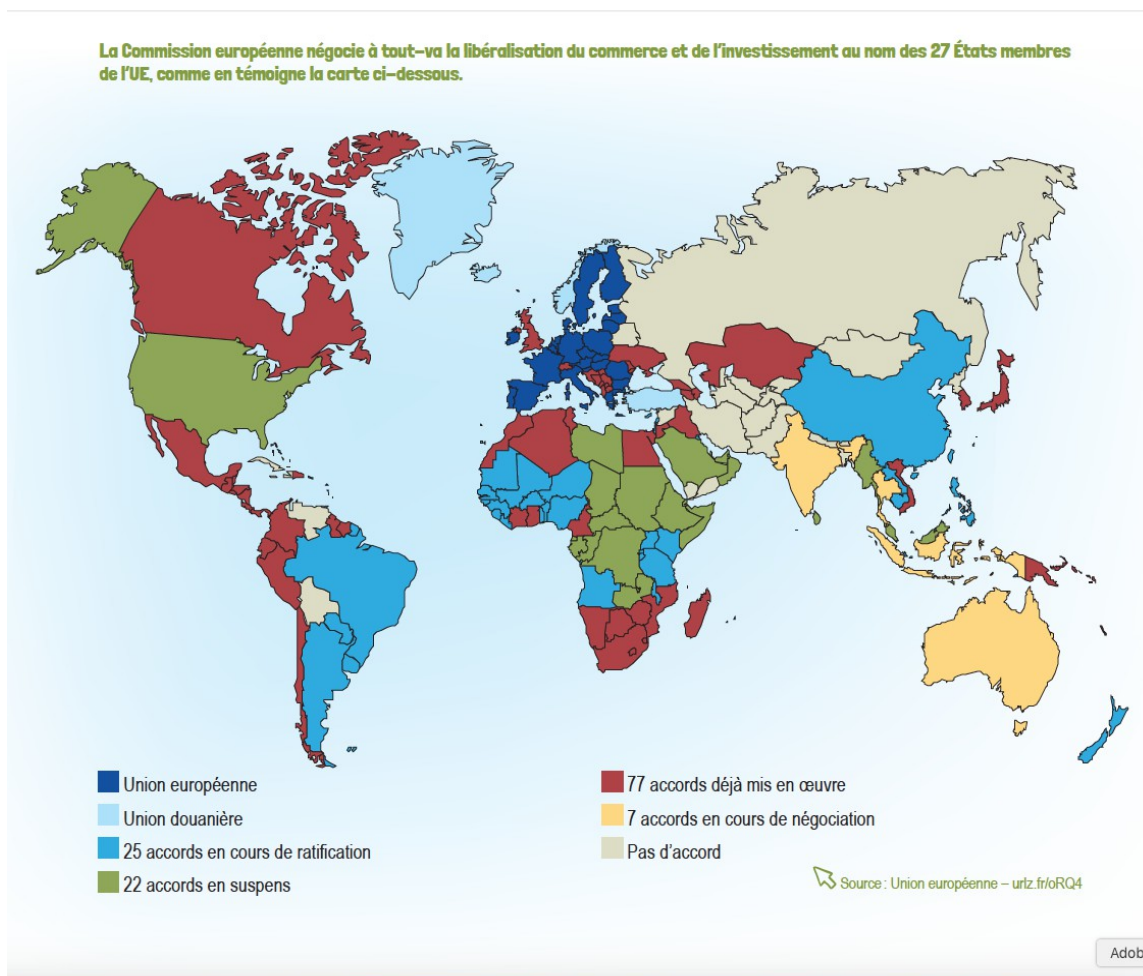 La Commission européenne négocie à tout-va la libéralisation du commerce et de l'investissement au nom des 27 États membres
de l'UE, comme en témoigne la carte ci-dessous.
Union européenne
Union douanière
25 accords en cours de ratification
22 accords en suspens
77 accords déjà mis en œuvre
7 accords en cours de négociation
Pas d'accord
Source : Union européenne – urlz.fr/oRQ4
Adob